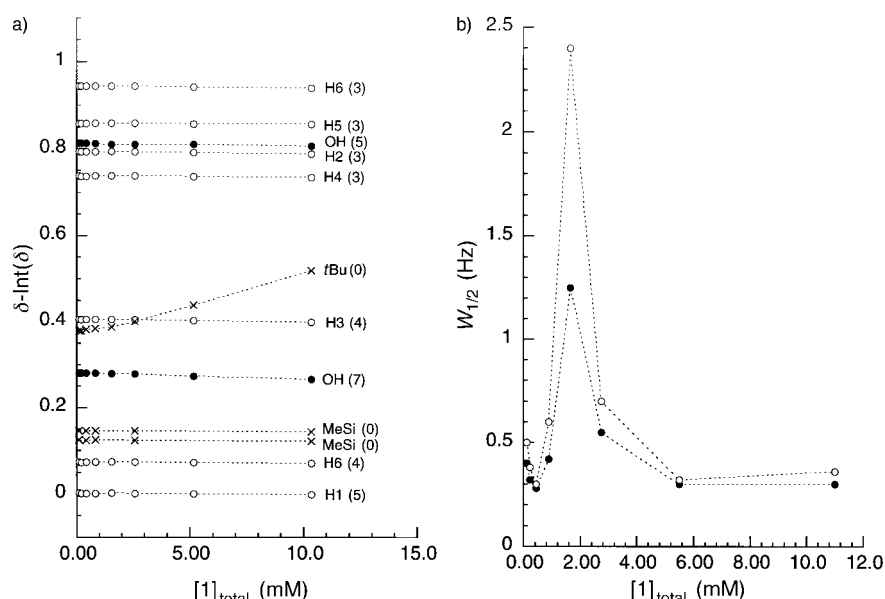 a)
δ-Int(δ)
1
0.8
0.6
0.4
0.2
0
H6 (3)
H5 (3)
OH (5)
H2 (3)
H4 (3)
tBu (0)
H3 (4)
OH (7)
MeSi (0)
MeSi (0)
H6 (4)
H1 (5)
0.00
5.00
10.0
15.0
[1]total (mM)
b)
W1/2 (Hz)
2.5
2
1.5
1
0.5
0
0.00
2.00
4.00
6.00
8.00
10.0
12.0
[1]total (mM)